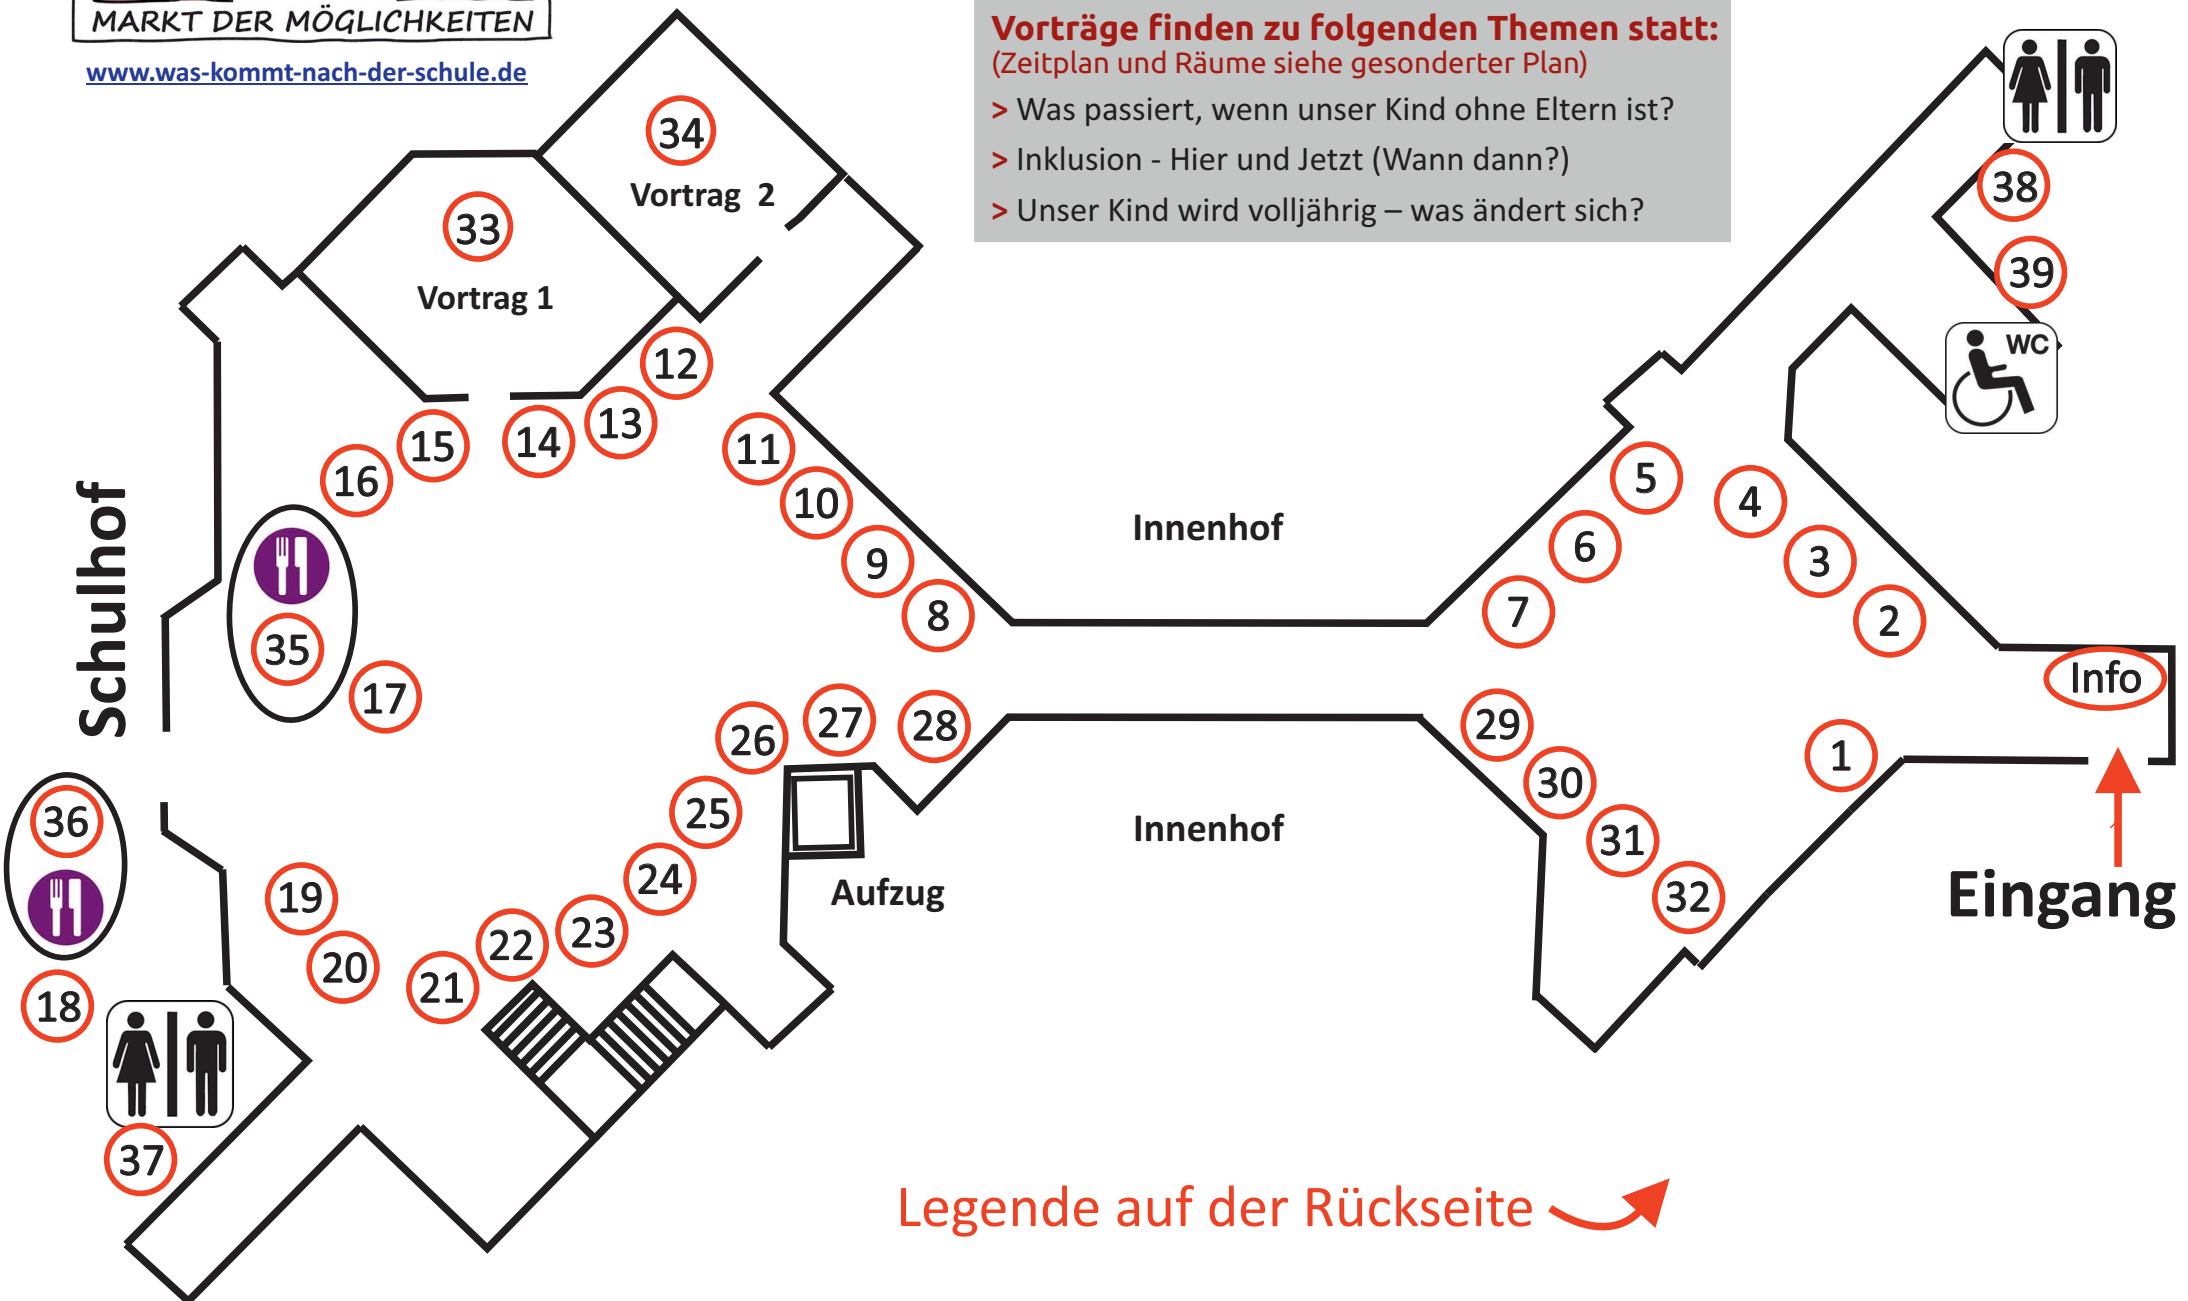 MARKT DER MÖGLICHKEITEN
www.was-kommt-nach-der-schule.de
Vorträge finden zu folgenden Themen statt:
(Zeitplan und Räume siehe gesonderter Plan)
> Was passiert, wenn unser Kind ohne Eltern ist?
> Inklusion - Hier und Jetzt (Wann dann?)
> Unser Kind wird volljährig – was ändert sich?
34
Vortrag 2
33
Vortrag 1
38
39
WC
12
13
14
15
16
11
10
9
8
Innenhof
5
6
7
4
3
2
Info
1
Eingang
Schulhof
35
17
36
18
37
19
20
21
22
23
24
25
26
27
28
Aufzug
Innenhof
29
30
31
32
Legende auf der Rückseite